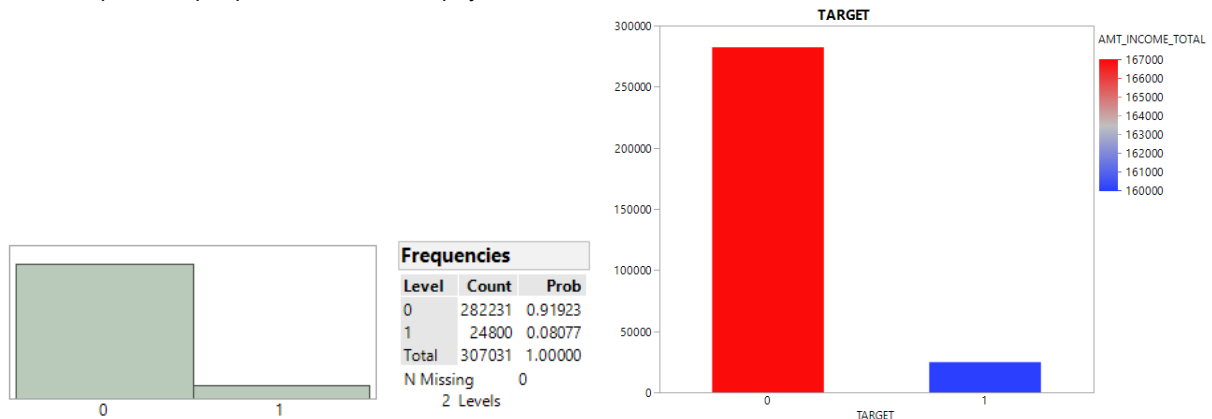 0 1
Frequencies
Level Count Prob
0 282231 0.91923
1 24800 0.08077
Total 307031 1.00000
N Missing 0
2 Levels
TARGET
300000
250000
200000
150000
100000
50000
0
0 1
TARGET
AMT_INCOME_TOTAL
167000
166000
165000
164000
163000
162000
161000
160000